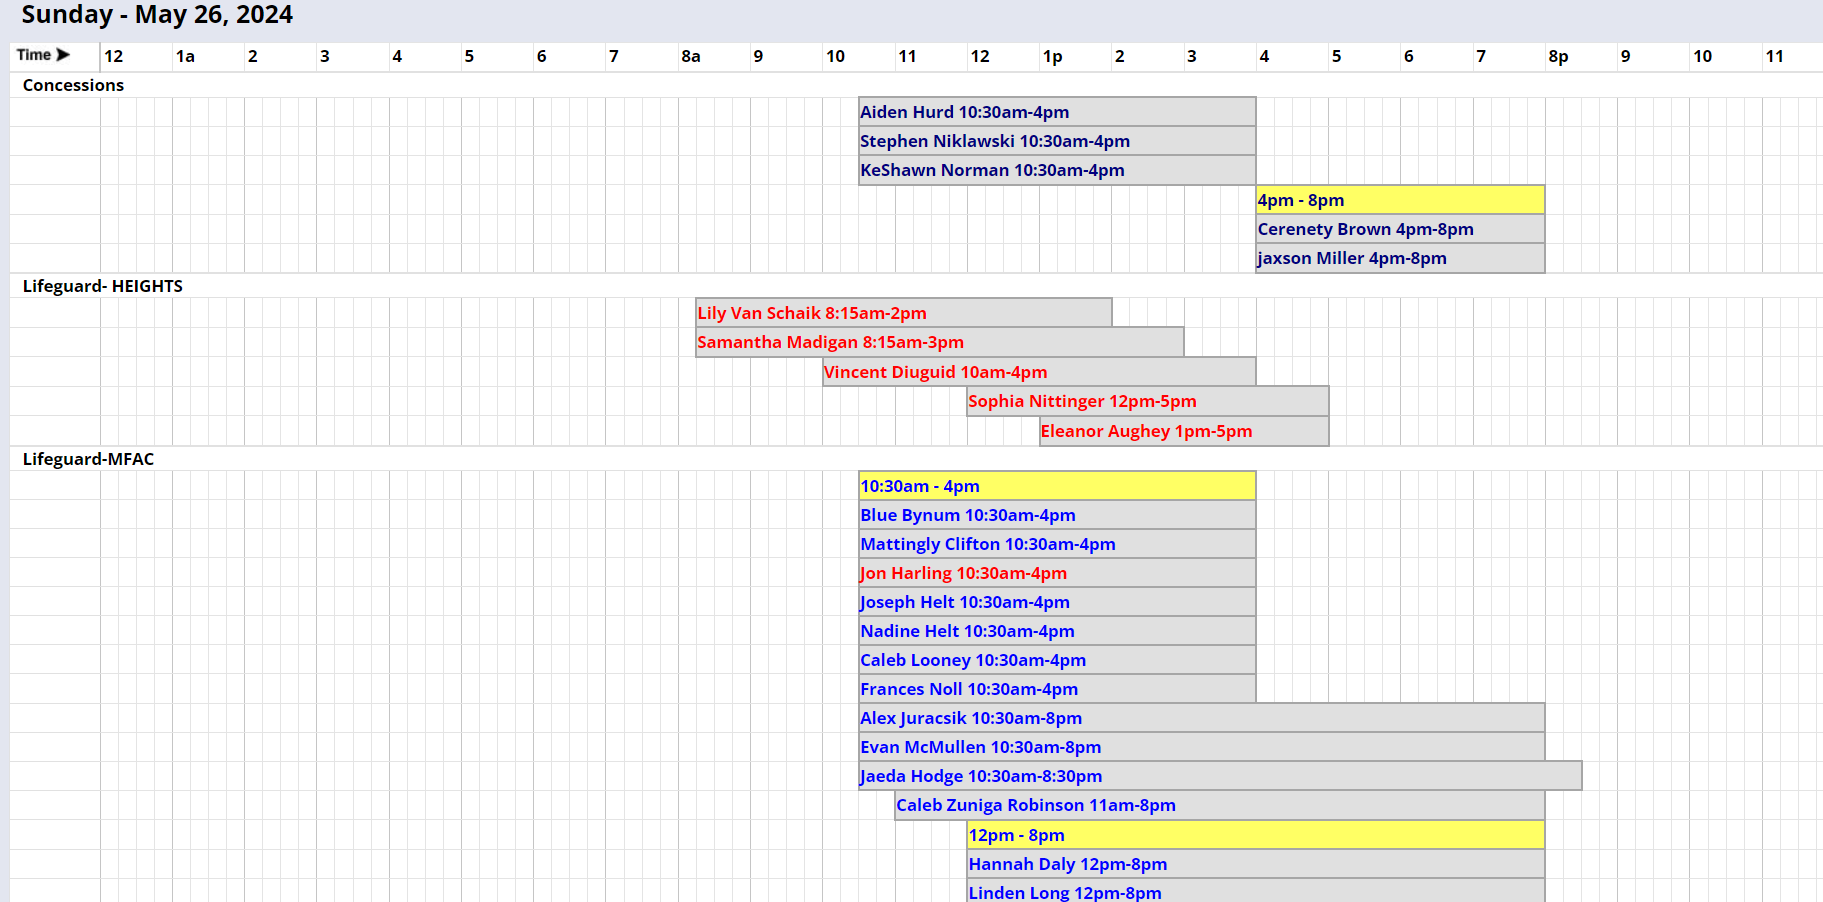 Sunday - May 26, 2024
Time ➤ 12 1a 2 3 4 5 6 7 8a 9 10 11 12 1p 2 3 4 5 6 7 8p 9 10 11
Concessions
Aiden Hurd 10:30am-4pm
Stephen Niklawski 10:30am-4pm
KeShawn Norman 10:30am-4pm
4pm - 8pm
Cerenety Brown 4pm-8pm
jaxson Miller 4pm-8pm
Lifeguard- HEIGHTS
Lily Van Schaik 8:15am-2pm
Samantha Madigan 8:15am-3pm
Vincent Diuguid 10am-4pm
Sophia Nittinger 12pm-5pm
Eleanor Aughey 1pm-5pm
Lifeguard-MFAC
10:30am - 4pm
Blue Bynum 10:30am-4pm
Mattingly Clifton 10:30am-4pm
Jon Harling 10:30am-4pm
Joseph Helt 10:30am-4pm
Nadine Helt 10:30am-4pm
Caleb Looney 10:30am-4pm
Frances Noll 10:30am-4pm
Alex Juracsik 10:30am-8pm
Evan McMullen 10:30am-8pm
Jaeda Hodge 10:30am-8:30pm
Caleb Zuniga Robinson 11am-8pm
12pm - 8pm
Hannah Daly 12pm-8pm
Linden Long 12pm-8pm